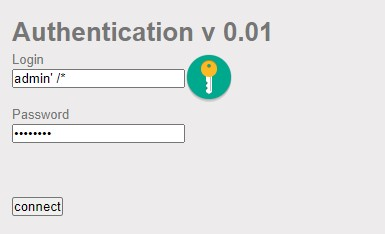 Authentication v 0.01
Login
admin' /*
Password
••••••••
connect